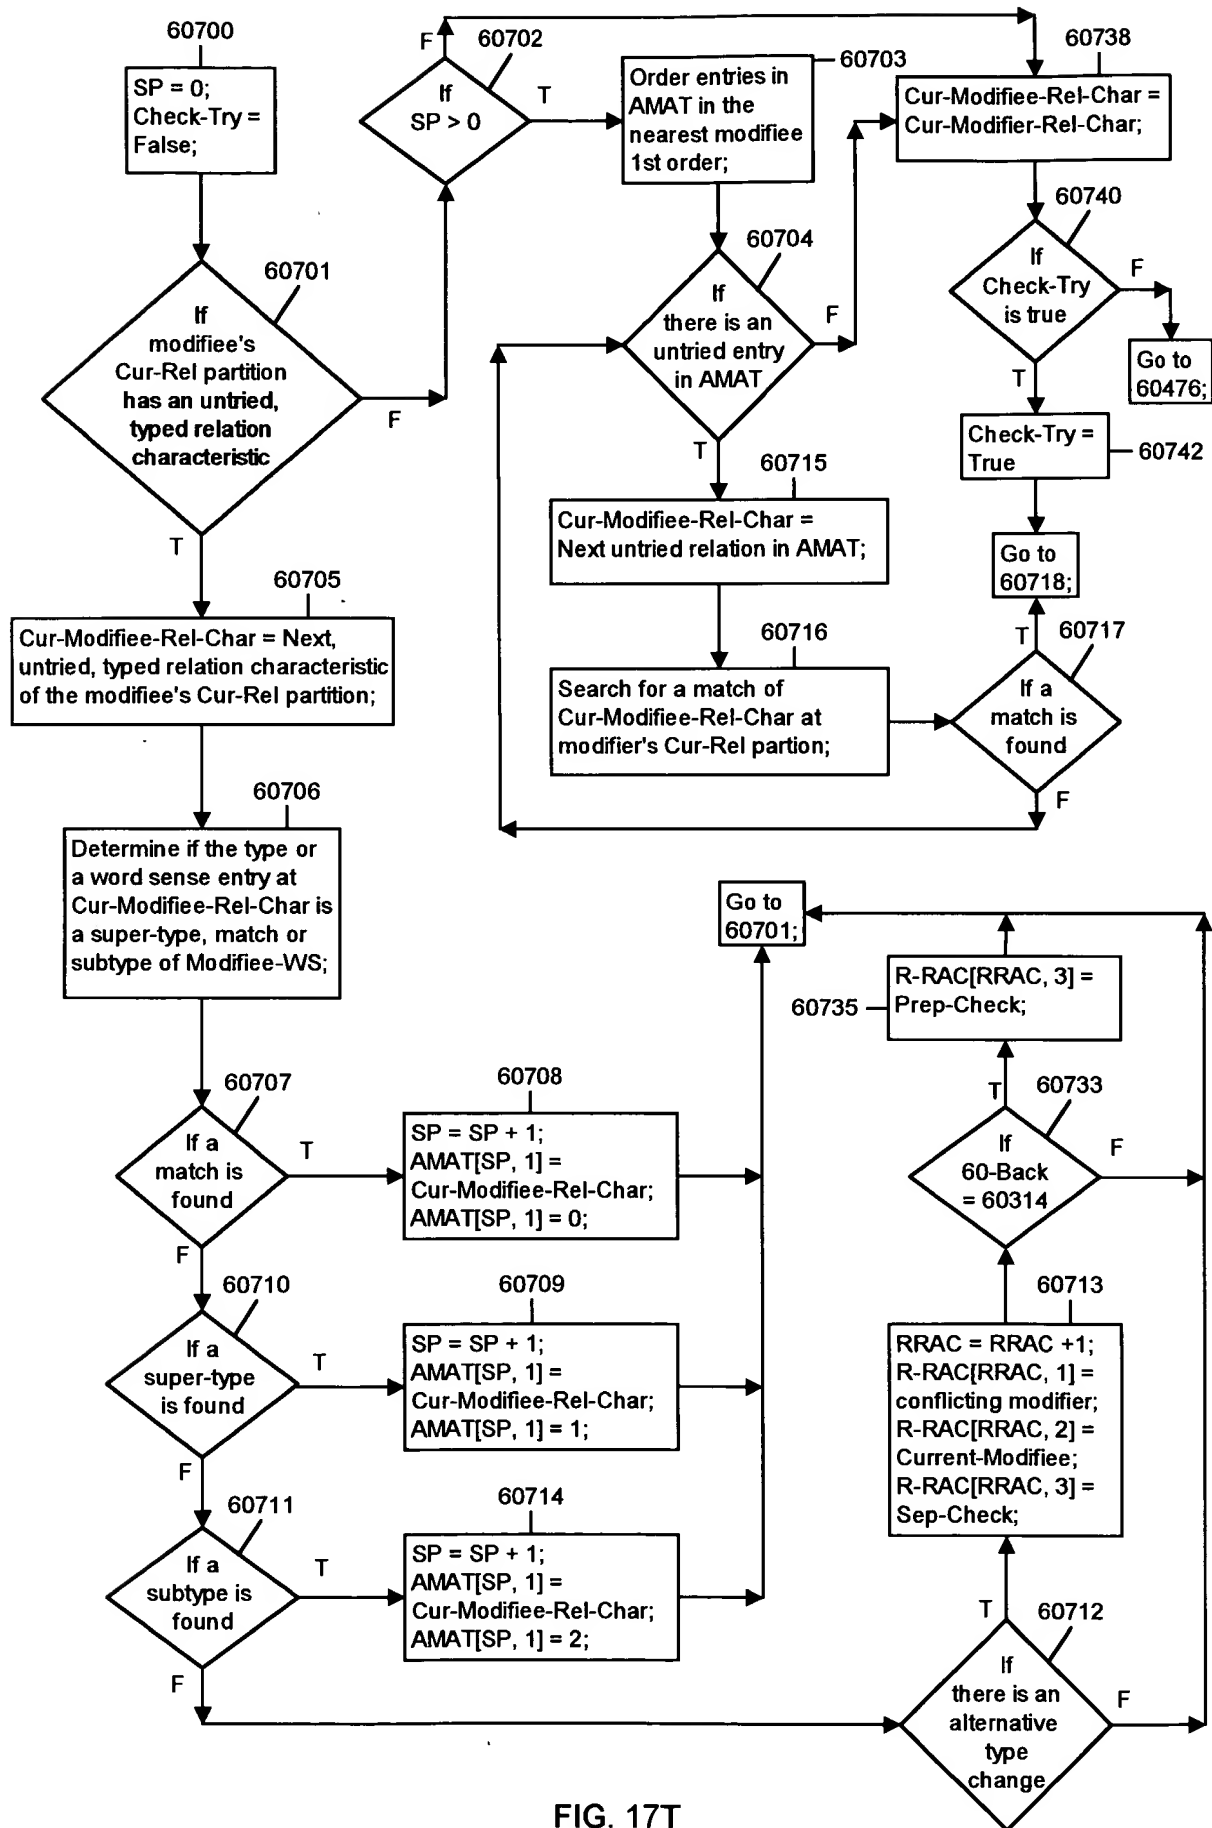 60700
SP = 0;
Check-Try =
False;
F
60702
If
SP > 0
T
60703
Order entries in
AMAT in the
nearest modifiee
1st order;
60738
Cur-Modifiee-Rel-Char =
Cur-Modifier-Rel-Char;
60701
If
modifiee's
Cur-Rel partition
has an untried,
typed relation
characteristic
F
T
60704
If
there is an
untried entry
in AMAT
F
T
60740
If
Check-Try
is true
F
T
Go to
60476;
Check-Try =
True
60742
Go to
60718;
60715
Cur-Modifiee-Rel-Char =
Next untried relation in AMAT;
60716
Search for a match of
Cur-Modifiee-Rel-Char at
modifier's Cur-Rel partion;
T
60717
If a
match is
found
F
60705
Cur-Modifiee-Rel-Char = Next,
untried, typed relation characteristic
of the modifiee's Cur-Rel partition;
60706
Determine if the type or
a word sense entry at
Cur-Modifiee-Rel-Char is
a super-type, match or
subtype of Modifiee-WS;
Go to
60701;
60707
If a
match is
found
T
F
60708
SP = SP + 1;
AMAT[SP, 1] =
Cur-Modifiee-Rel-Char;
AMAT[SP, 1] = 0;
60710
If a
super-type
is found
T
F
60709
SP = SP + 1;
AMAT[SP, 1] =
Cur-Modifiee-Rel-Char;
AMAT[SP, 1] = 1;
60711
If a
subtype is
found
T
F
60714
SP = SP + 1;
AMAT[SP, 1] =
Cur-Modifiee-Rel-Char;
AMAT[SP, 1] = 2;
60735
R-RAC[RRAC, 3] =
Prep-Check;
T
60733
If
60-Back
= 60314
F
60713
RRAC = RRAC +1;
R-RAC[RRAC, 1] =
conflicting modifier;
R-RAC[RRAC, 2] =
Current-Modifiee;
R-RAC[RRAC, 3] =
Sep-Check;
T
60712
If
there is an
alternative
type
change
F
FIG. 17T